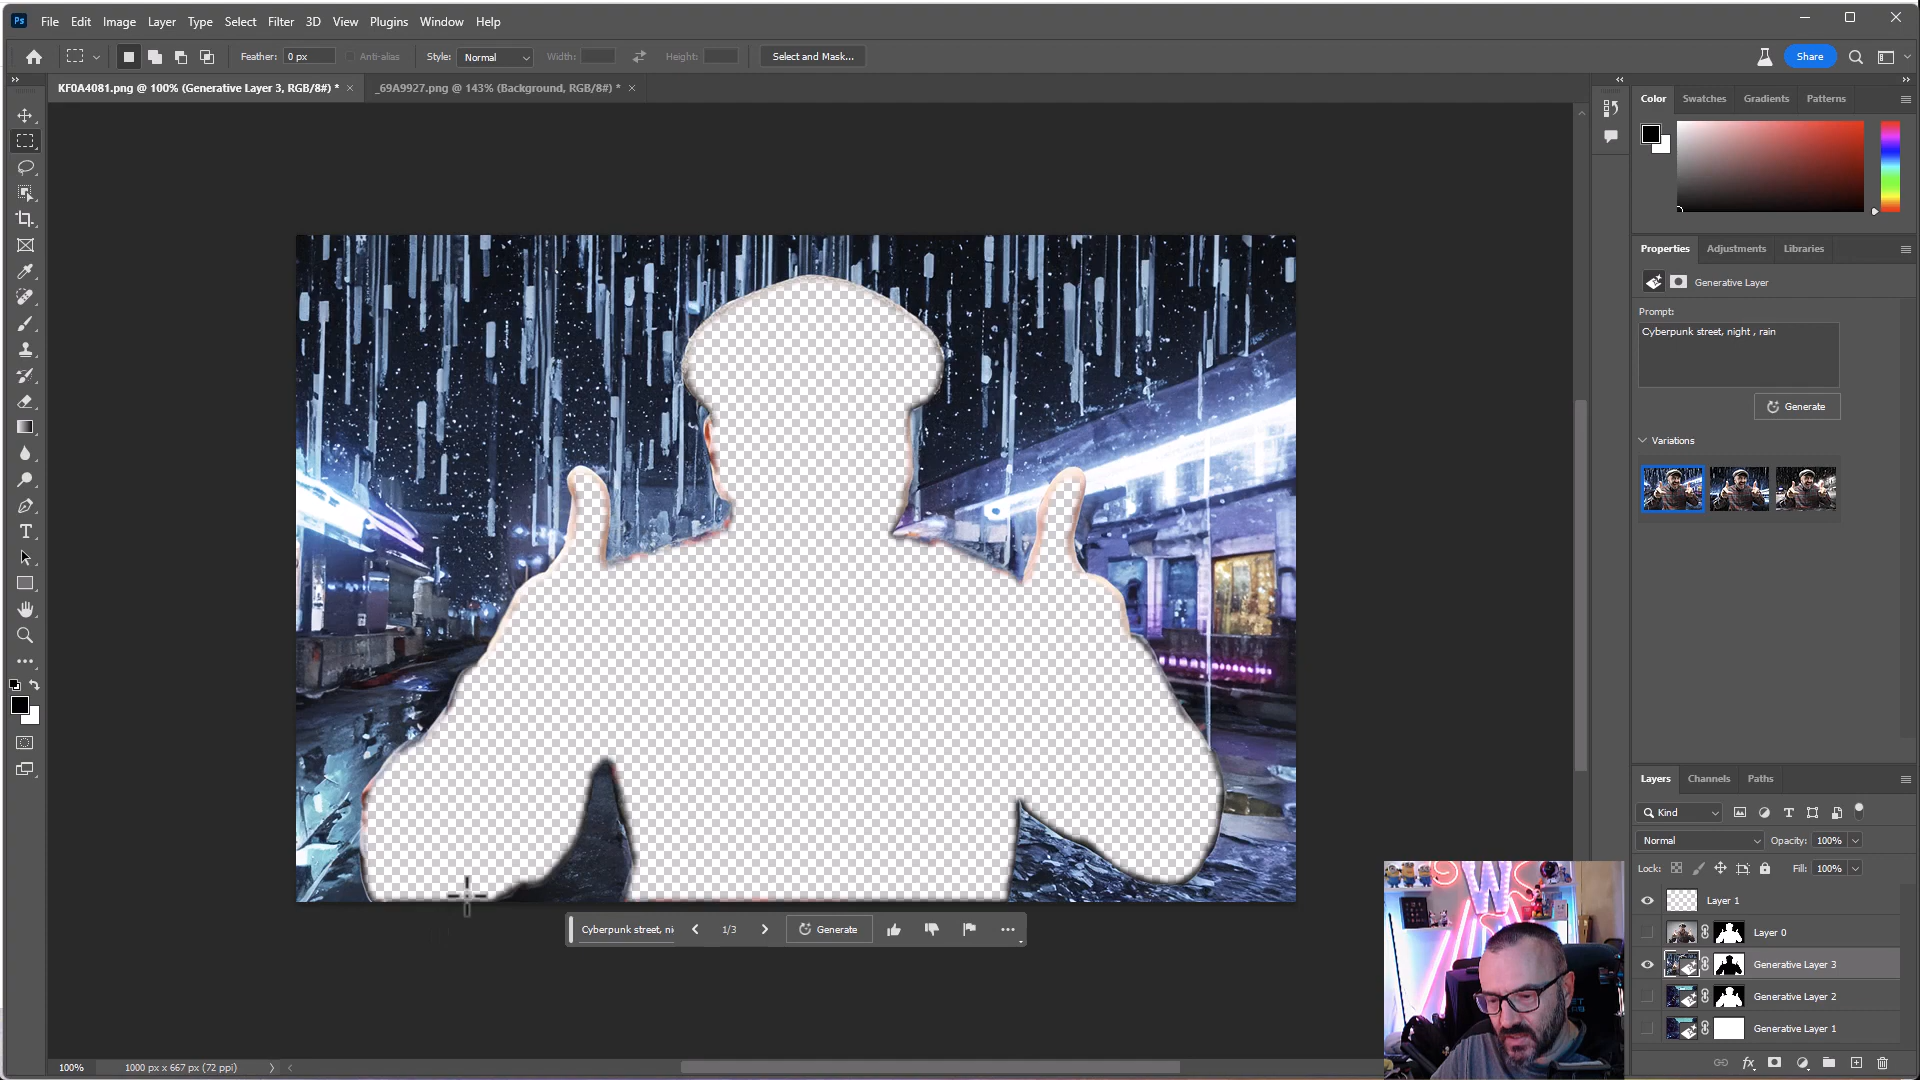 Ps File Edit Image Layer Type Select Filter 3D View Plugins Window Help
Feather: 0 px Anti-alias Style: Normal Width: Height: Select and Mask... Share
KF0A4081.png @ 100% (Generative Layer 3, RGB/8#) * × _69A9927.png @ 143% (Background, RGB/8#) * ×
Color Swatches Gradients Patterns
Properties Adjustments Libraries
Generative Layer
Prompt:
Cyberpunk street, night , rain
Generate
Variations
Layers Channels Paths
Kind
Normal Opacity: 100%
Lock: Fill: 100%
Layer 1
Layer 0
Generative Layer 3
Generative Layer 2
Generative Layer 1
Cyberpunk street, ni 1/3 Generate
W
100% 1000 px x 667 px (72 ppi)